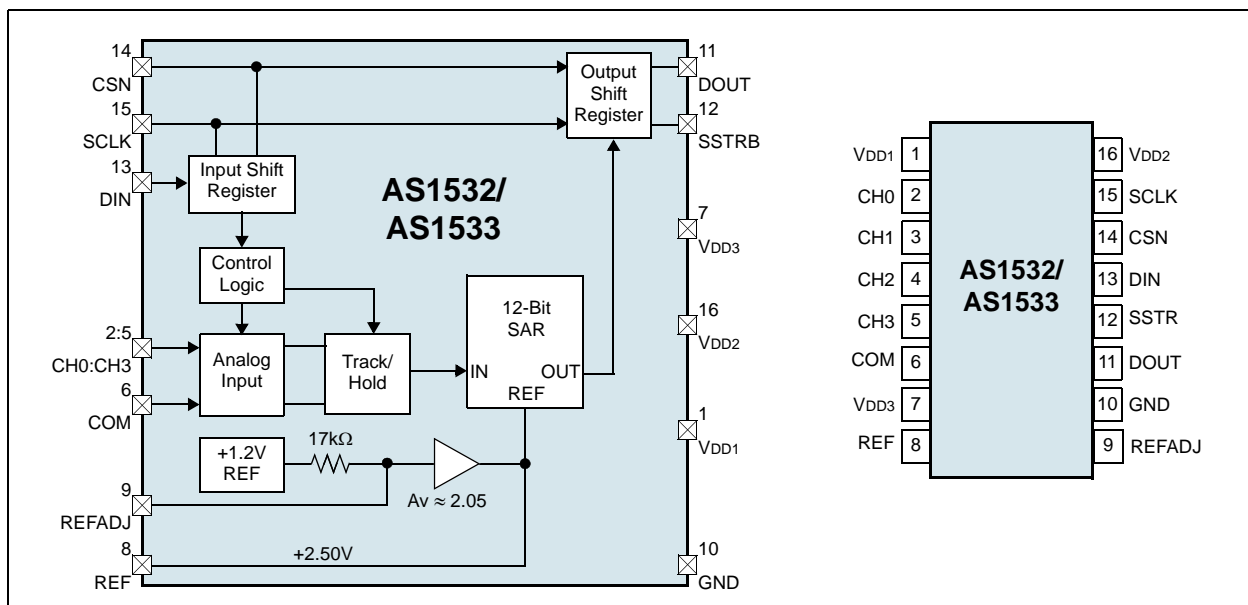 14
CSN
15
SCLK
13
DIN
Input Shift
Register
Control
Logic
2:5
CH0:CH3
6
COM
Analog
Input
Track/
Hold
+1.2V
REF
17kΩ
Av ≈ 2.05
9
REFADJ
8
REF
+2.50V
AS1532/
AS1533
12-Bit
SAR
IN
OUT
REF
Output
Shift
Register
11
DOUT
12
SSTRB
7
VDD3
16
VDD2
1
VDD1
10
GND
VDD1 1
CH0 2
CH1 3
CH2 4
CH3 5
COM 6
VDD3 7
REF 8
AS1532/
AS1533
16 VDD2
15 SCLK
14 CSN
13 DIN
12 SSTR
11 DOUT
10 GND
9 REFADJ